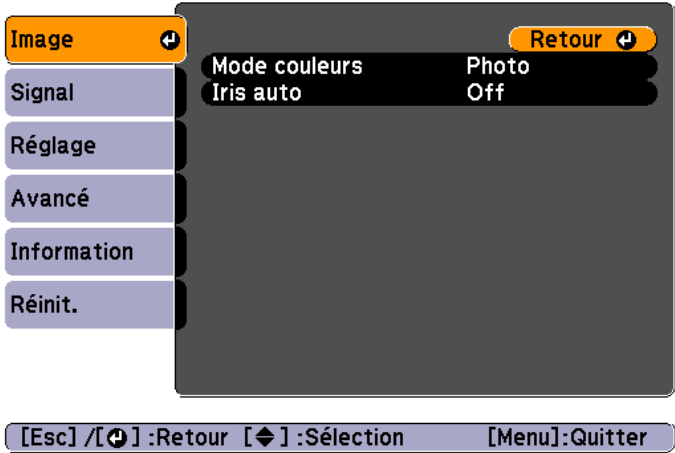 Image
Retour
Mode couleurs Photo
Iris auto Off
Signal
Réglage
Avancé
Information
Réinit.
[Esc] /[ ] :Retour [ ] :Sélection [Menu]:Quitter